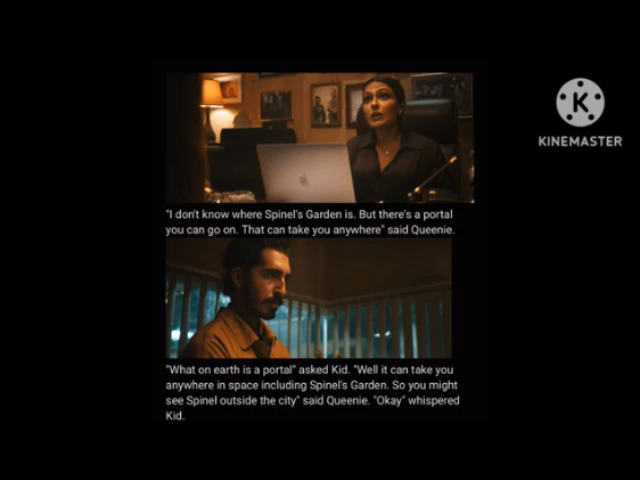 K
KINEMASTER
"I don't know where Spinel's Garden is. But there's a portal
you can go on. That can take you anywhere" said Queenie.
"What on earth is a portal" asked Kid. "Well it can take you
anywhere in space including Spinel's Garden. So you might
see Spinel outside the city" said Queenie. "Okay" whispered
Kid.